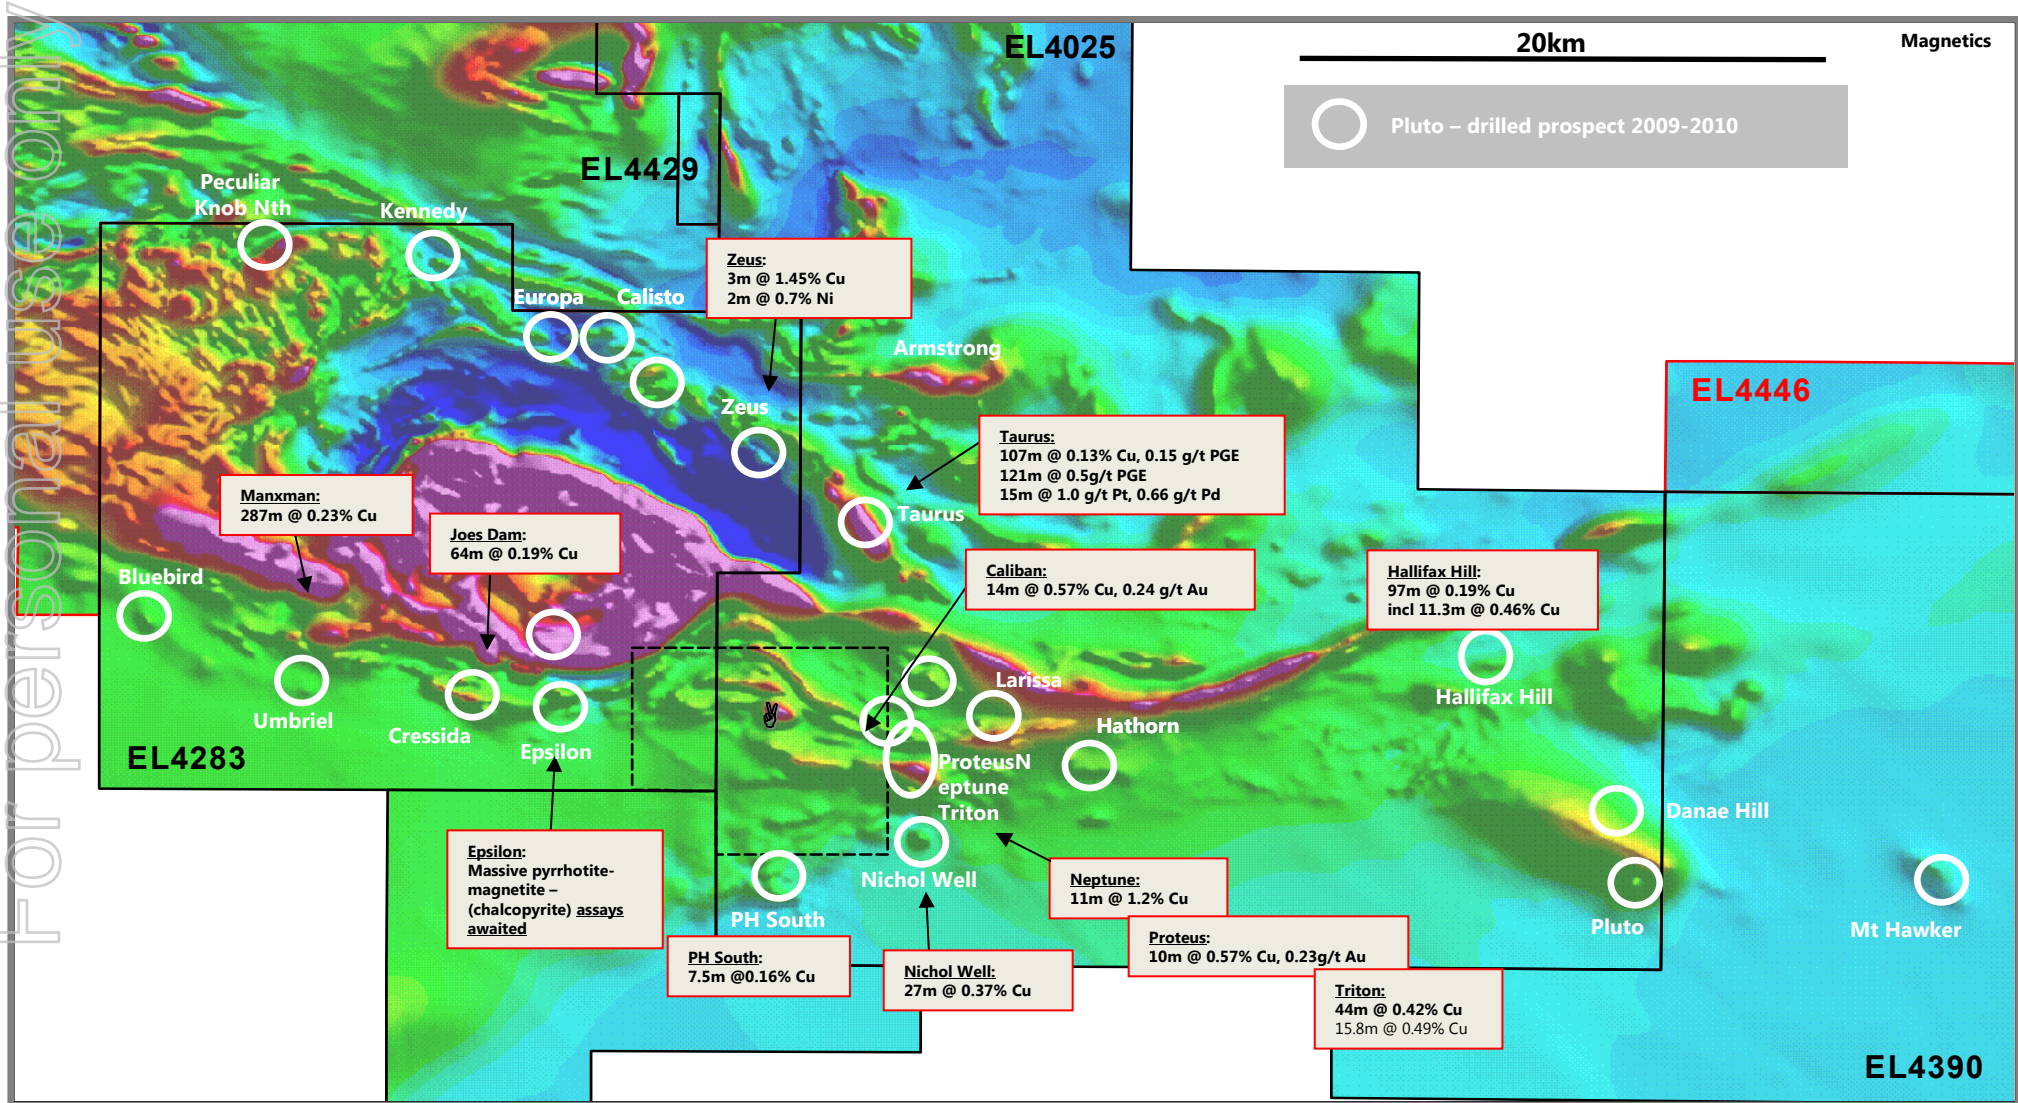 For personal use only
EL4025
20km
Magnetics
Pluto – drilled prospect 2009-2010
EL4429
Peculiar
Knob Nth
Kennedy
Zeus:
3m @ 1.45% Cu
2m @ 0.7% Ni
Europa
Calisto
Armstrong
EL4446
Zeus
Taurus:
107m @ 0.13% Cu, 0.15 g/t PGE
121m @ 0.5g/t PGE
15m @ 1.0 g/t Pt, 0.66 g/t Pd
Manxman:
287m @ 0.23% Cu
Taurus
Joes Dam:
64m @ 0.19% Cu
Caliban:
14m @ 0.57% Cu, 0.24 g/t Au
Hallifax Hill:
97m @ 0.19% Cu
incl 11.3m @ 0.46% Cu
Bluebird
Larissa
Hallifax Hill
Umbriel
Cressida
Hathorn
Epsilon
EL4283
ProteusN
eptune
Triton
Danae Hill
Epsilon:
Massive pyrrhotite-
magnetite –
(chalcopyrite) assays
awaited
Nichol Well
Neptune:
11m @ 1.2% Cu
PH South
Pluto
Mt Hawker
Proteus:
10m @ 0.57% Cu, 0.23g/t Au
PH South:
7.5m @0.16% Cu
Nichol Well:
27m @ 0.37% Cu
Triton:
44m @ 0.42% Cu
15.8m @ 0.49% Cu
EL4390